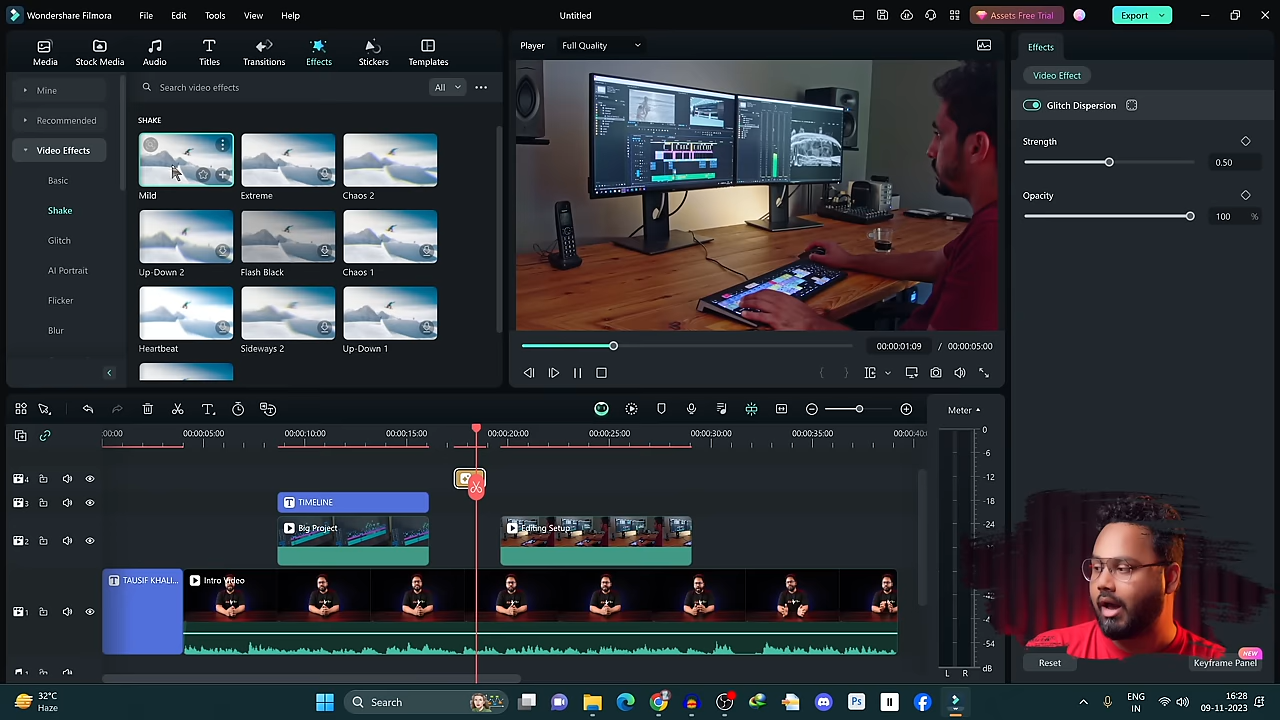 Wondershare Filmora File Edit Tools View Help Untitled Assets Free Trial Export
Media Stock Media Audio Titles Transitions Effects Stickers Templates
Search video effects All
Mine
Recommended
Video Effects
Basic
Shake
Glitch
AI Portrait
Flicker
Blur
SHAKE
Mild Extreme Chaos 2
Up-Down 2 Flash Black Chaos 1
Heartbeat Sideways 2 Up-Down 1
Player Full Quality
00:00:01:09 / 00:00:05:00
Effects
Video Effect
Glitch Dispersion
Strength
0.50
Opacity
100 %
:00:00 00:00:05:00 00:00:10:00 00:00:15:00 00:00:20:00 00:00:25:00 00:00:30:00 00:00:35:00 00:00:40:0
4
3 TIMELINE
2 Big Project Editing Setup
1 TAUSIF KHALI... Intro Video
1
Meter
0
-6
-12
-18
-24
-54
dB
L R
Reset NEW Keyframe Panel
32°C
Haze
Search
Ps
ENG
IN
6:28
09-11-2023